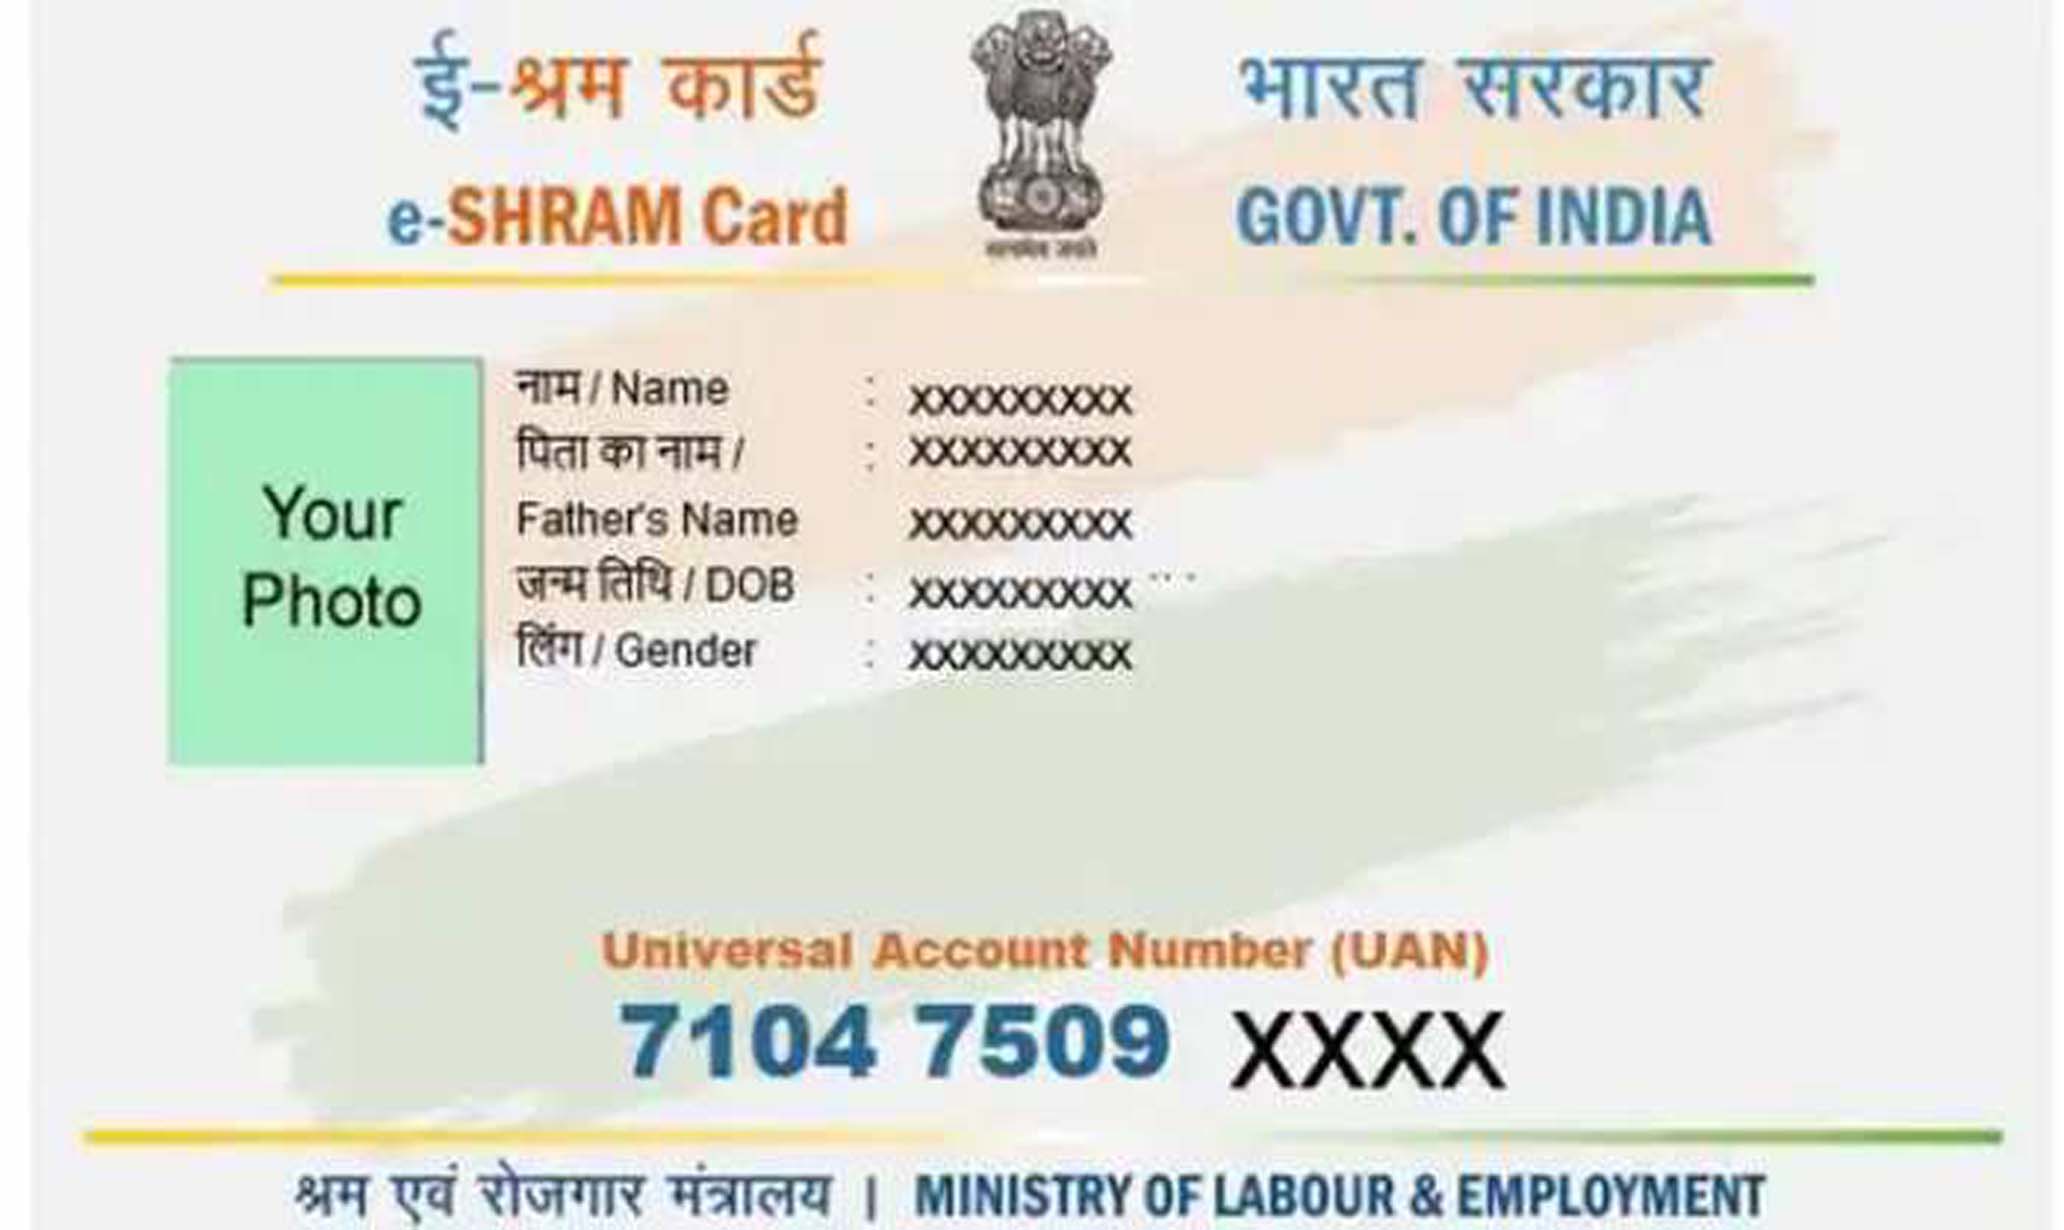 ई-श्रम कार्ड
भारत सरकार
e-SHRAM Card
GOVT. OF INDIA
सत्यमेव जयते
Your
Photo
नाम / Name : xxxxxxxxx
पिता का नाम / : xxxxxxxxx
Father's Name xxxxxxxxx
जन्म तिथि / DOB : xxxxxxxxx
लिंग / Gender : xxxxxxxxx
Universal Account Number (UAN)
7104 7509 XXXX
श्रम एवं रोजगार मंत्रालय | MINISTRY OF LABOUR & EMPLOYMENT